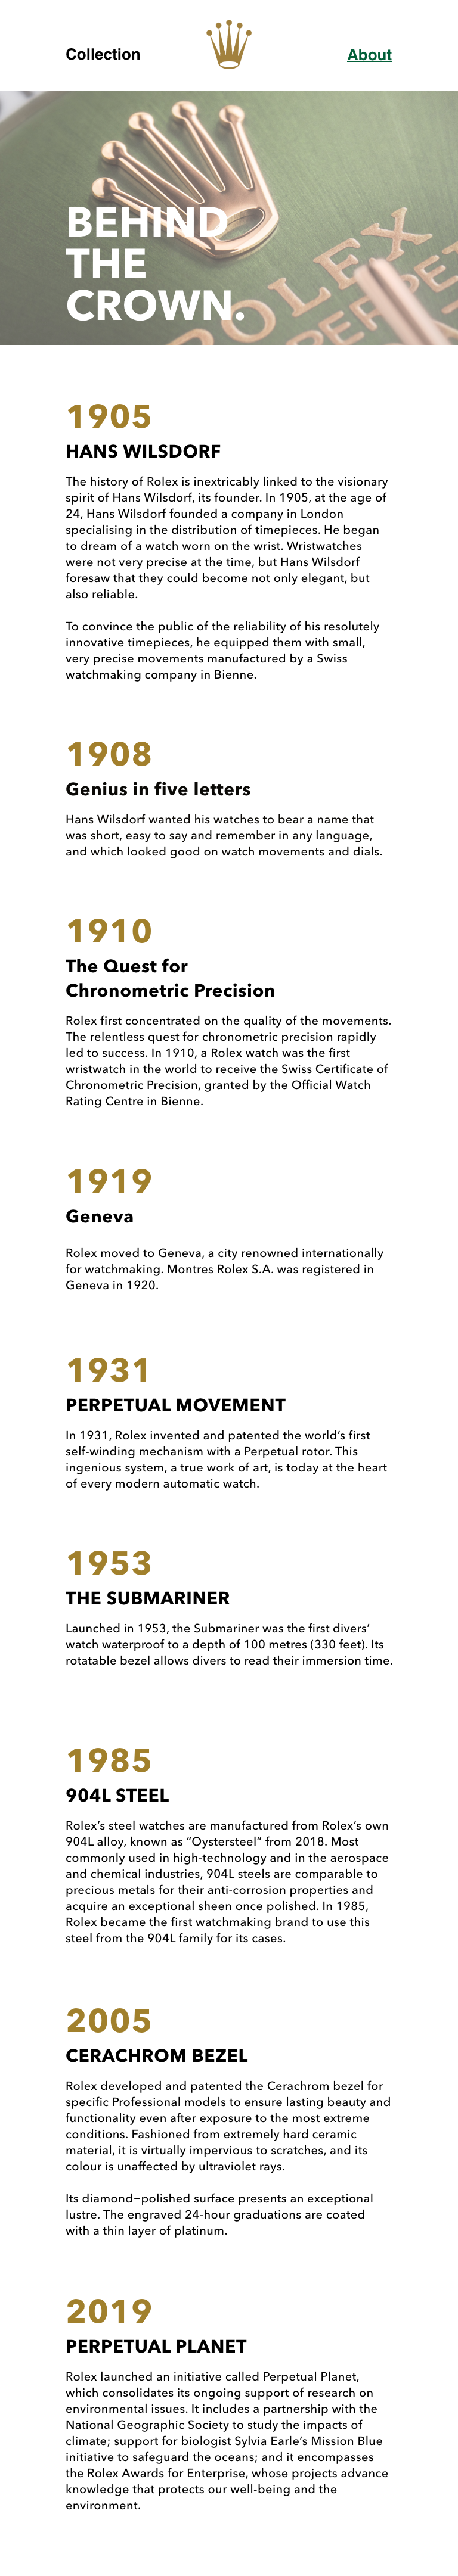 Collection
About
BEHIND
THE
CROWN.
ROLEX
1905
HANS WILSDORF
The history of Rolex is inextricably linked to the visionary
spirit of Hans Wilsdorf, its founder. In 1905, at the age of
24, Hans Wilsdorf founded a company in London
specialising in the distribution of timepieces. He began
to dream of a watch worn on the wrist. Wristwatches
were not very precise at the time, but Hans Wilsdorf
foresaw that they could become not only elegant, but
also reliable.
To convince the public of the reliability of his resolutely
innovative timepieces, he equipped them with small,
very precise movements manufactured by a Swiss
watchmaking company in Bienne.
1908
Genius in five letters
Hans Wilsdorf wanted his watches to bear a name that
was short, easy to say and remember in any language,
and which looked good on watch movements and dials.
1910
The Quest for
Chronometric Precision
Rolex first concentrated on the quality of the movements.
The relentless quest for chronometric precision rapidly
led to success. In 1910, a Rolex watch was the first
wristwatch in the world to receive the Swiss Certificate of
Chronometric Precision, granted by the Official Watch
Rating Centre in Bienne.
1919
Geneva
Rolex moved to Geneva, a city renowned internationally
for watchmaking. Montres Rolex S.A. was registered in
Geneva in 1920.
1931
PERPETUAL MOVEMENT
In 1931, Rolex invented and patented the world’s first
self-winding mechanism with a Perpetual rotor. This
ingenious system, a true work of art, is today at the heart
of every modern automatic watch.
1953
THE SUBMARINER
Launched in 1953, the Submariner was the first divers’
watch waterproof to a depth of 100 metres (330 feet). Its
rotatable bezel allows divers to read their immersion time.
1985
904L STEEL
Rolex’s steel watches are manufactured from Rolex’s own
904L alloy, known as “Oystersteel” from 2018. Most
commonly used in high-technology and in the aerospace
and chemical industries, 904L steels are comparable to
precious metals for their anti-corrosion properties and
acquire an exceptional sheen once polished. In 1985,
Rolex became the first watchmaking brand to use this
steel from the 904L family for its cases.
2005
CERACHROM BEZEL
Rolex developed and patented the Cerachrom bezel for
specific Professional models to ensure lasting beauty and
functionality even after exposure to the most extreme
conditions. Fashioned from extremely hard ceramic
material, it is virtually impervious to scratches, and its
colour is unaffected by ultraviolet rays.
Its diamond–polished surface presents an exceptional
lustre. The engraved 24-hour graduations are coated
with a thin layer of platinum.
2019
PERPETUAL PLANET
Rolex launched an initiative called Perpetual Planet,
which consolidates its ongoing support of research on
environmental issues. It includes a partnership with the
National Geographic Society to study the impacts of
climate; support for biologist Sylvia Earle’s Mission Blue
initiative to safeguard the oceans; and it encompasses
the Rolex Awards for Enterprise, whose projects advance
knowledge that protects our well-being and the
environment.